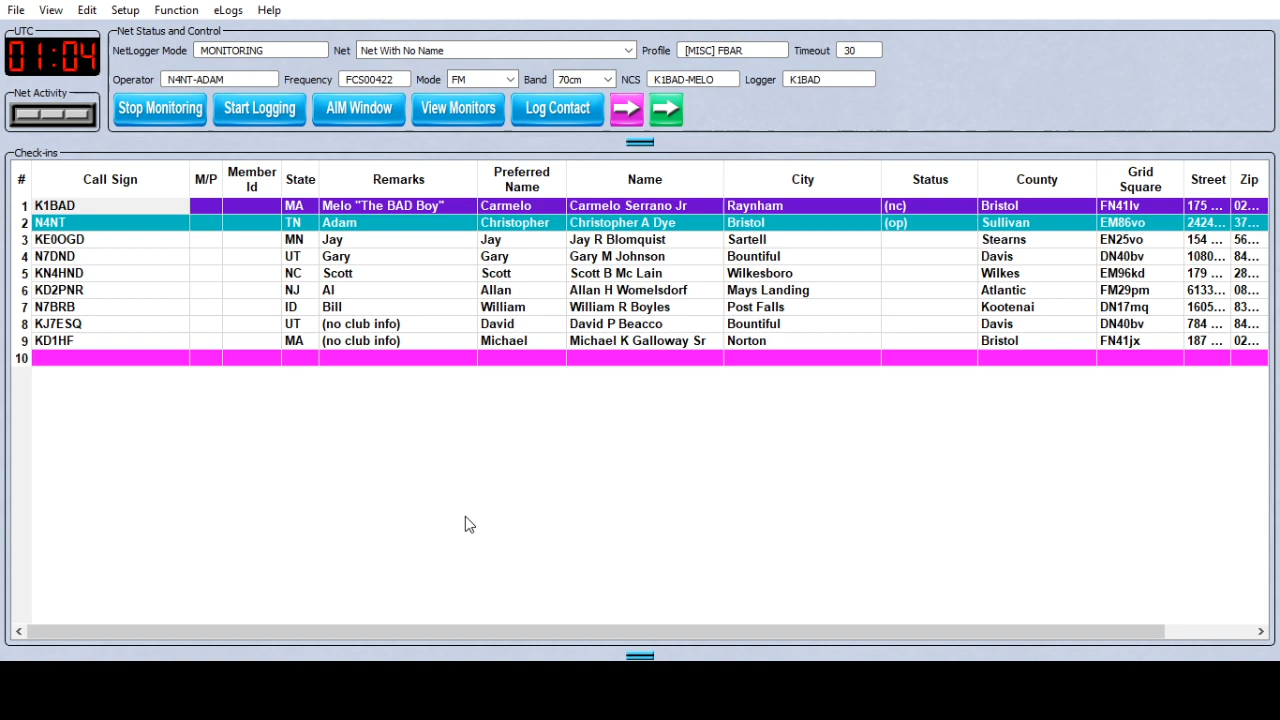 File View Edit Setup Function eLogs Help
UTC
01:04
Net Status and Control
NetLogger Mode MONITORING Net Net With No Name Profile [MISC] FBAR Timeout 30
Operator N4NT-ADAM Frequency FCS00422 Mode FM Band 70cm NCS K1BAD-MELO Logger K1BAD
Net Activity
Stop Monitoring Start Logging AIM Window View Monitors Log Contact
Check-ins
# Call Sign M/P Member Id State Remarks Preferred Name Name City Status County Grid Square Street Zip
1 K1BAD MA Melo "The BAD Boy" Carmelo Carmelo Serrano Jr Raynham (nc) Bristol FN41lv 175 ... 02...
2 N4NT TN Adam Christopher Christopher A Dye Bristol (op) Sullivan EM86vo 2424... 37...
3 KE0OGD MN Jay Jay Jay R Blomquist Sartell Stearns EN25vo 154 ... 56...
4 N7DND UT Gary Gary Gary M Johnson Bountiful Davis DN40bv 1080... 84...
5 KN4HND NC Scott Scott Scott B Mc Lain Wilkesboro Wilkes EM96kd 179 ... 28...
6 KD2PNR NJ Al Allan Allan H Womelsdorf Mays Landing Atlantic FM29pm 6133... 08...
7 N7BRB ID Bill William William R Boyles Post Falls Kootenai DN17mq 1605... 83...
8 KJ7ESQ UT (no club info) David David P Beacco Bountiful Davis DN40bv 784 ... 84...
9 KD1HF MA (no club info) Michael Michael K Galloway Sr Norton Bristol FN41jx 187 ... 02...
10